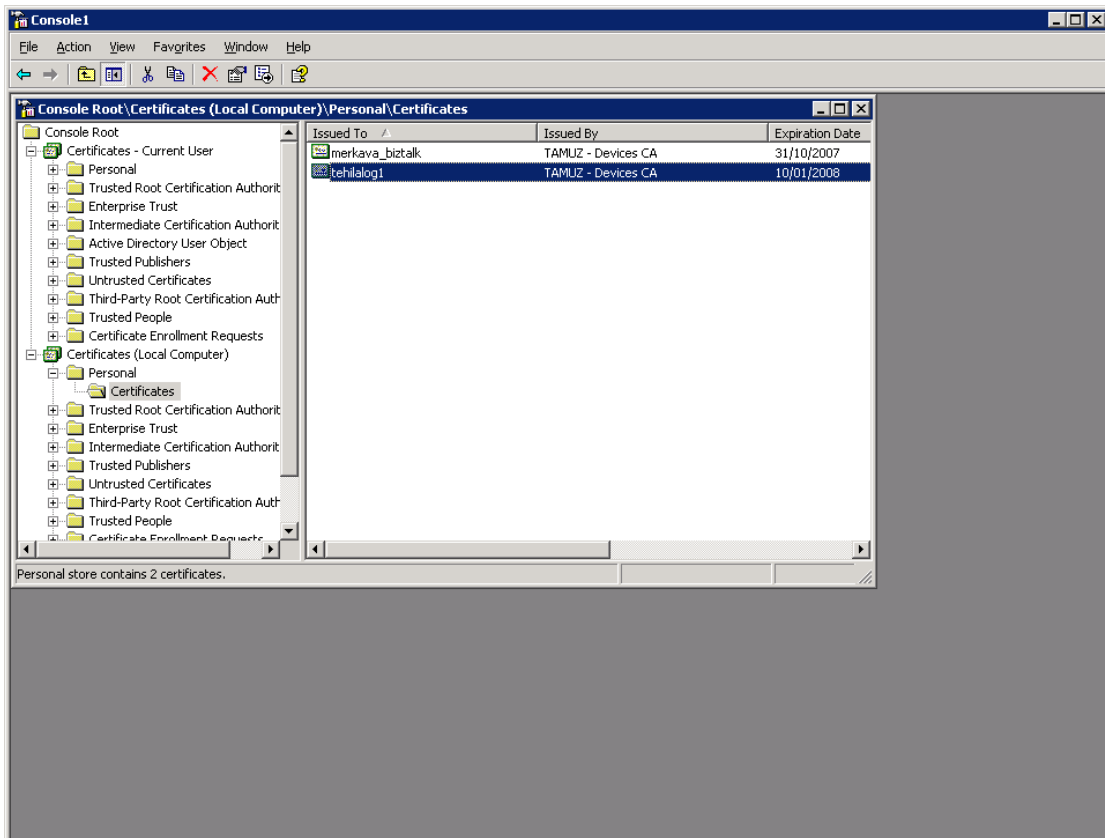 Console1
File Action View Favorites Window Help
Console Root\Certificates (Local Computer)\Personal\Certificates
Console Root
Certificates - Current User
Personal
Trusted Root Certification Authorit
Enterprise Trust
Intermediate Certification Authorit
Active Directory User Object
Trusted Publishers
Untrusted Certificates
Third-Party Root Certification Auth
Trusted People
Certificate Enrollment Requests
Certificates (Local Computer)
Personal
Certificates
Trusted Root Certification Authorit
Enterprise Trust
Intermediate Certification Authorit
Trusted Publishers
Untrusted Certificates
Third-Party Root Certification Auth
Trusted People
Certificate Enrollment Requests
Issued To Issued By Expiration Date
merkava_biztalk TAMUZ - Devices CA 31/10/2007
tehilalog1 TAMUZ - Devices CA 10/01/2008
Personal store contains 2 certificates.